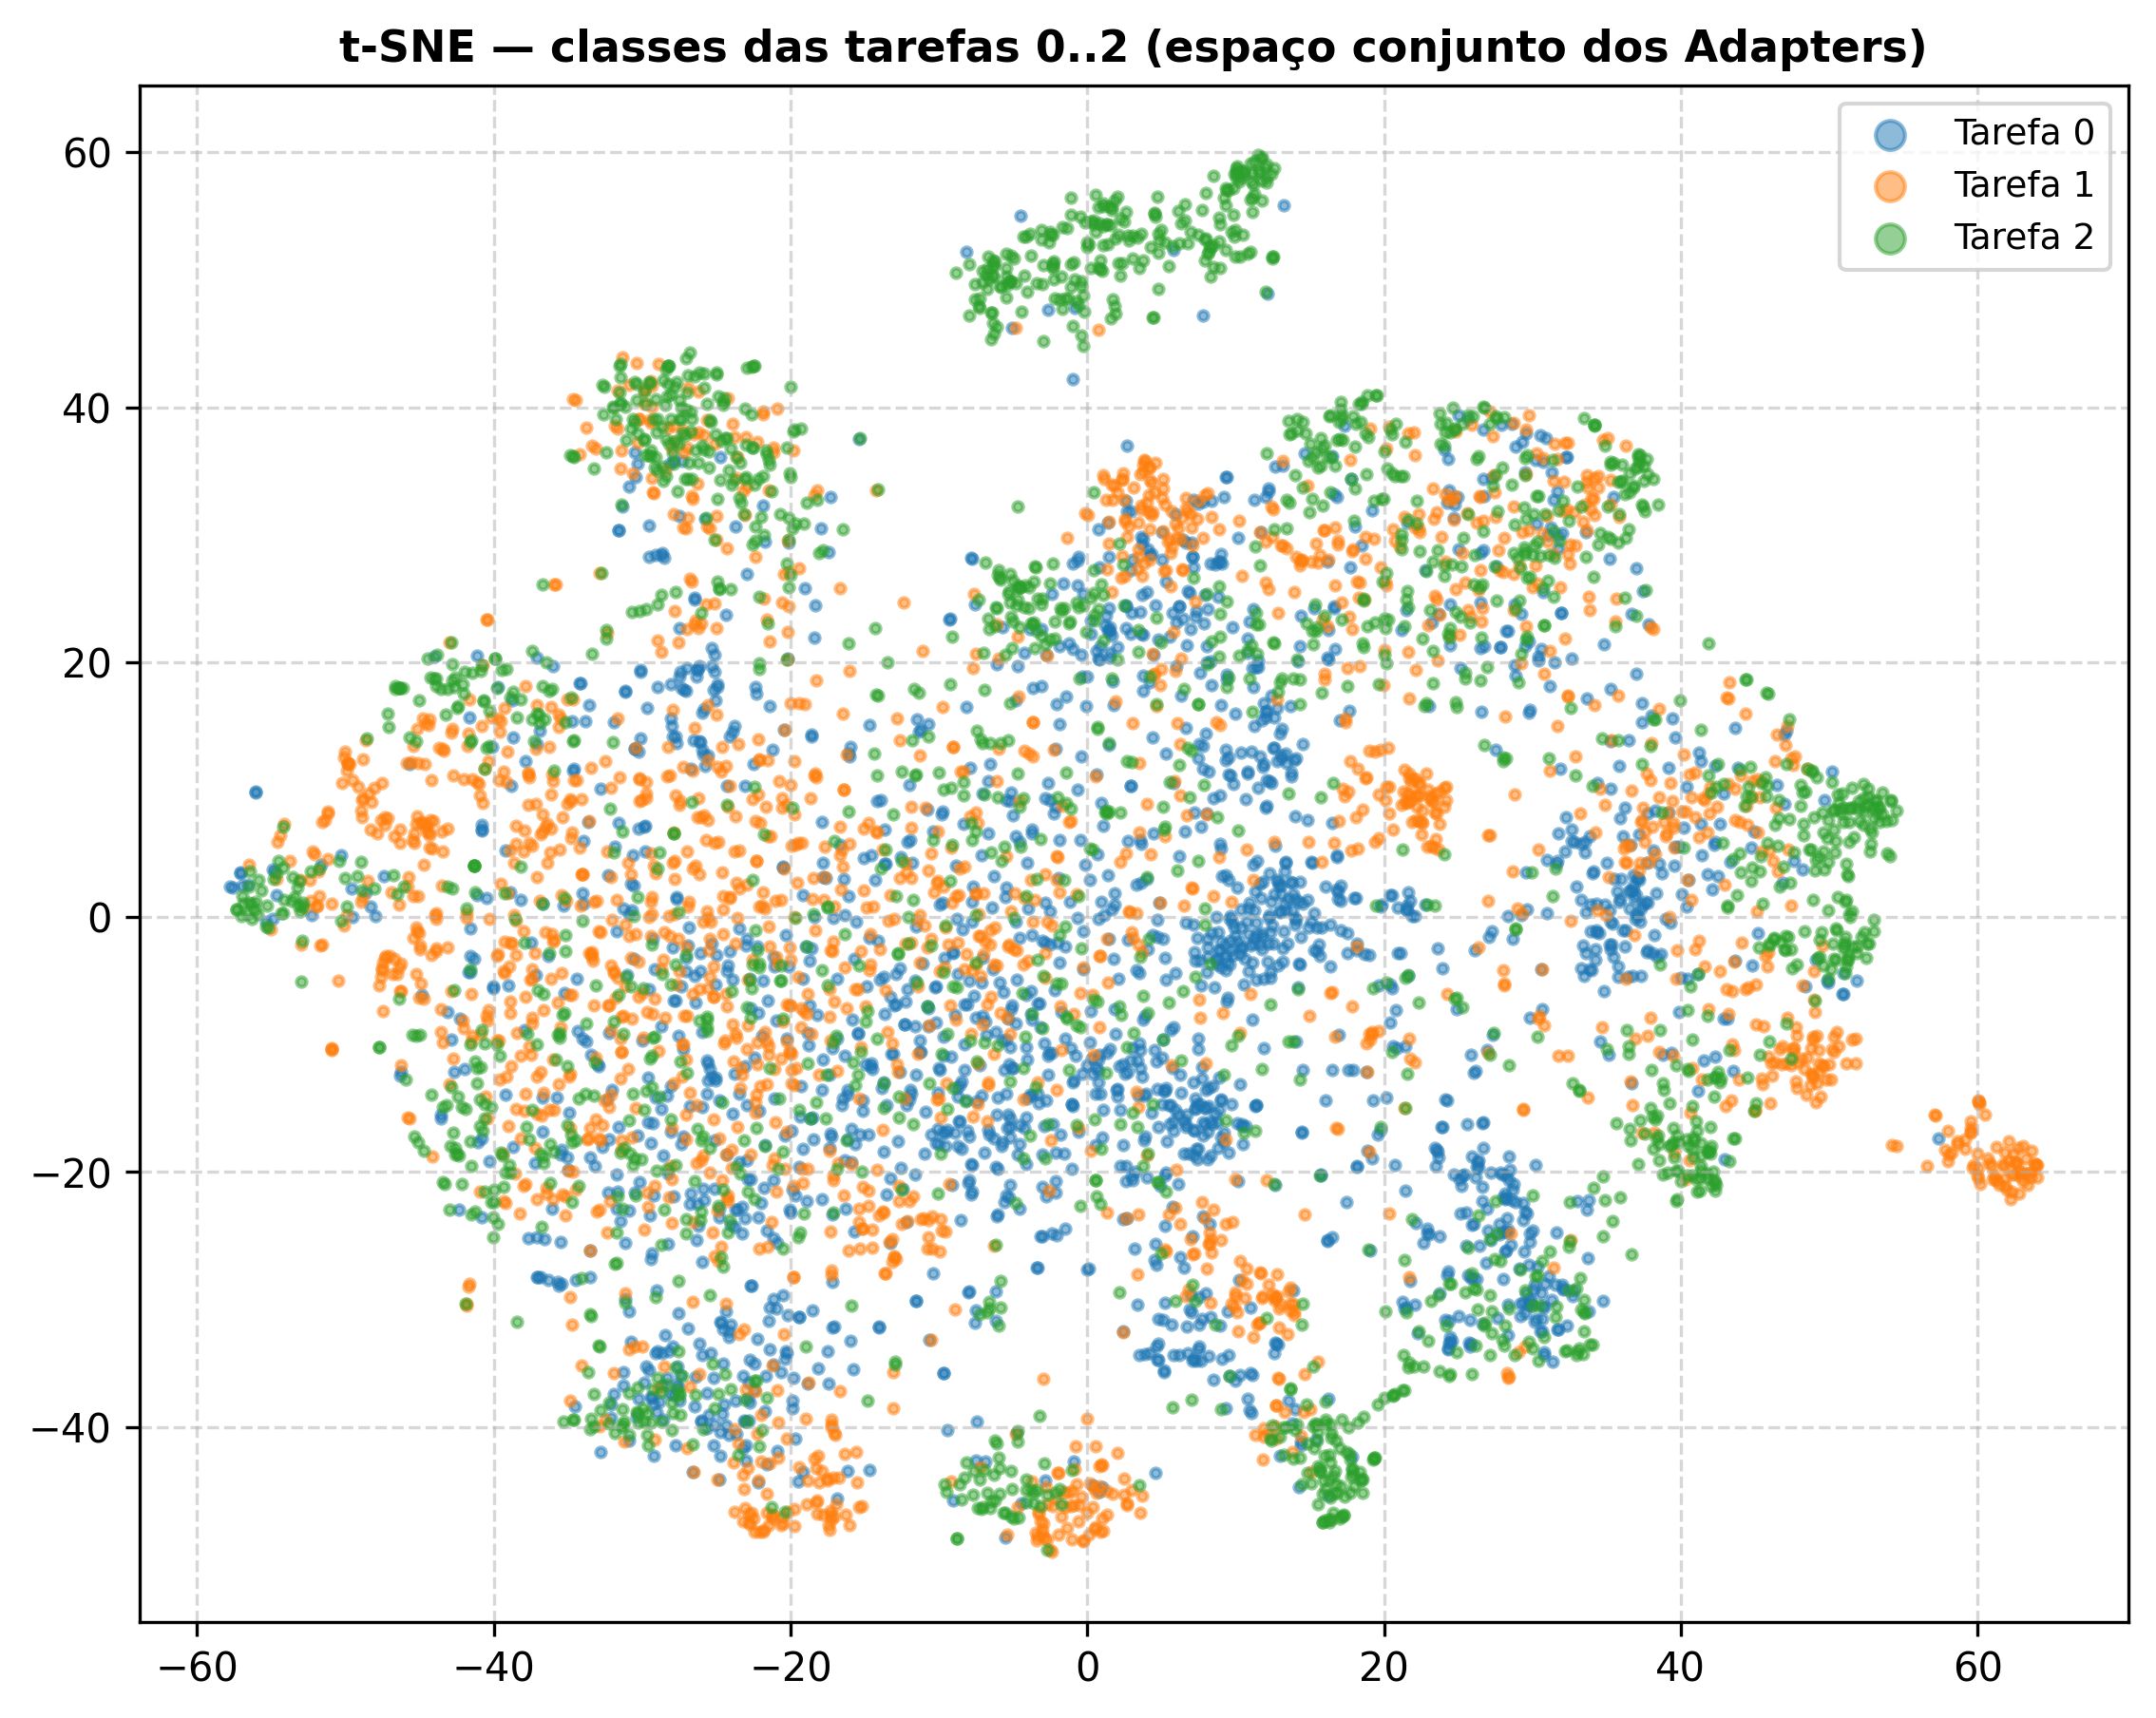 t-SNE — classes das tarefas 0..2 (espaço conjunto dos Adapters)
Tarefa 0
Tarefa 1
Tarefa 2
60
40
20
0
−20
−40
−60 −40 −20 0 20 40 60